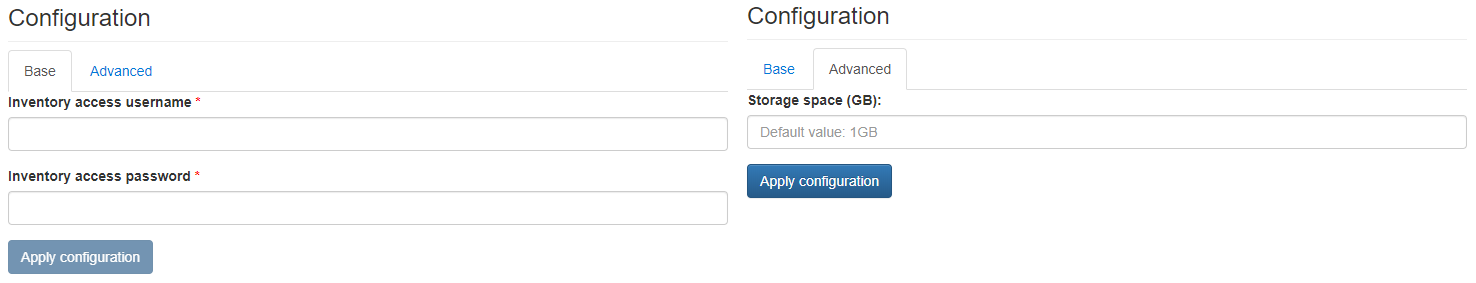 Configuration
Base
Advanced
Inventory access username *
Inventory access password *
Apply configuration
Configuration
Base
Advanced
Storage space (GB):
Default value: 1GB
Apply configuration